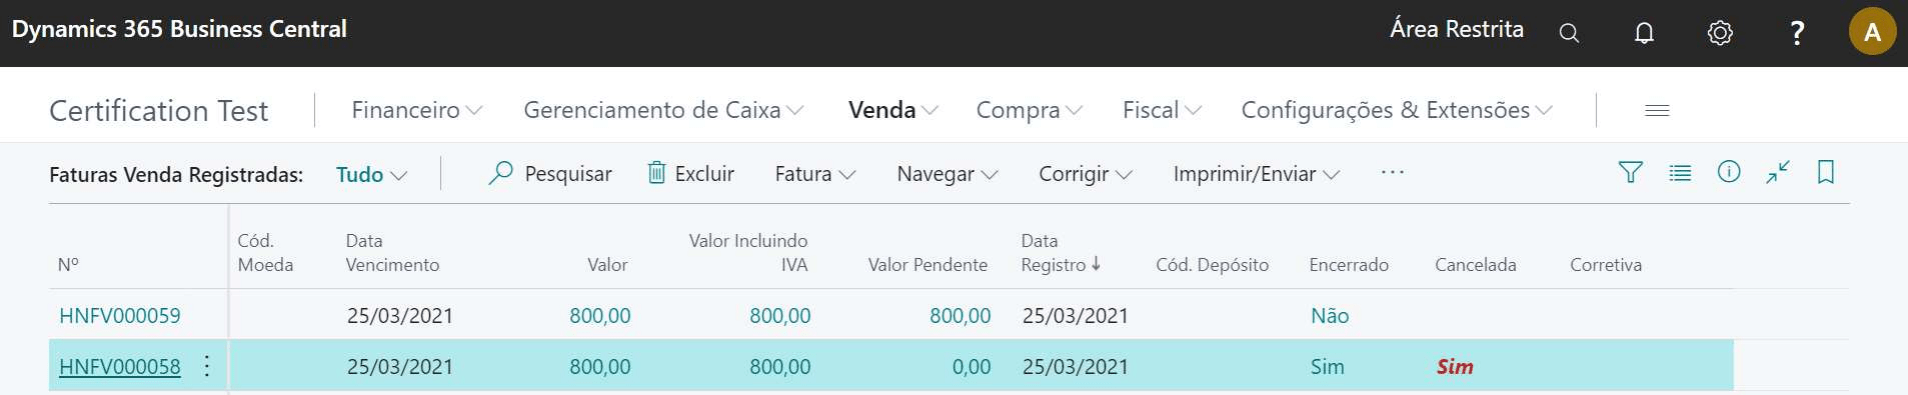 Dynamics 365 Business Central
Área Restrita
?
A
Certification Test
Financeiro
Gerenciamento de Caixa
Venda
Compra
Fiscal
Configurações & Extensões
Faturas Venda Registradas:
Tudo
Pesquisar
Excluir
Fatura
Navegar
Corrigir
Imprimir/Enviar
...
Nº
Cód.
Moeda
Data
Vencimento
Valor
Valor Incluindo
IVA
Valor Pendente
Data
Registro ↓
Cód. Depósito
Encerrado
Cancelada
Corretiva
HNFV000059 25/03/2021 800,00 800,00 800,00 25/03/2021 Não
HNFV000058 25/03/2021 800,00 800,00 0,00 25/03/2021 Sim Sim